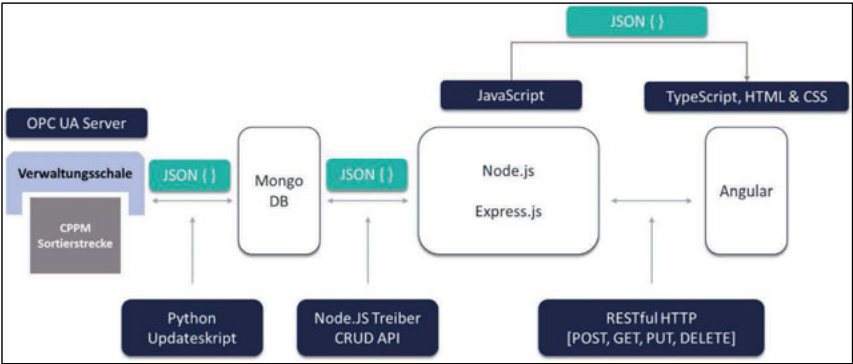 JSON { }
JavaScript
TypeScript, HTML & CSS
OPC UA Server
Verwaltungsschale
CPPM
Sortierstrecke
JSON { }
Mongo
DB
JSON { }
Node.js
Express.js
Angular
Python
Updateskript
Node.JS Treiber
CRUD API
RESTful HTTP
[POST, GET, PUT, DELETE]